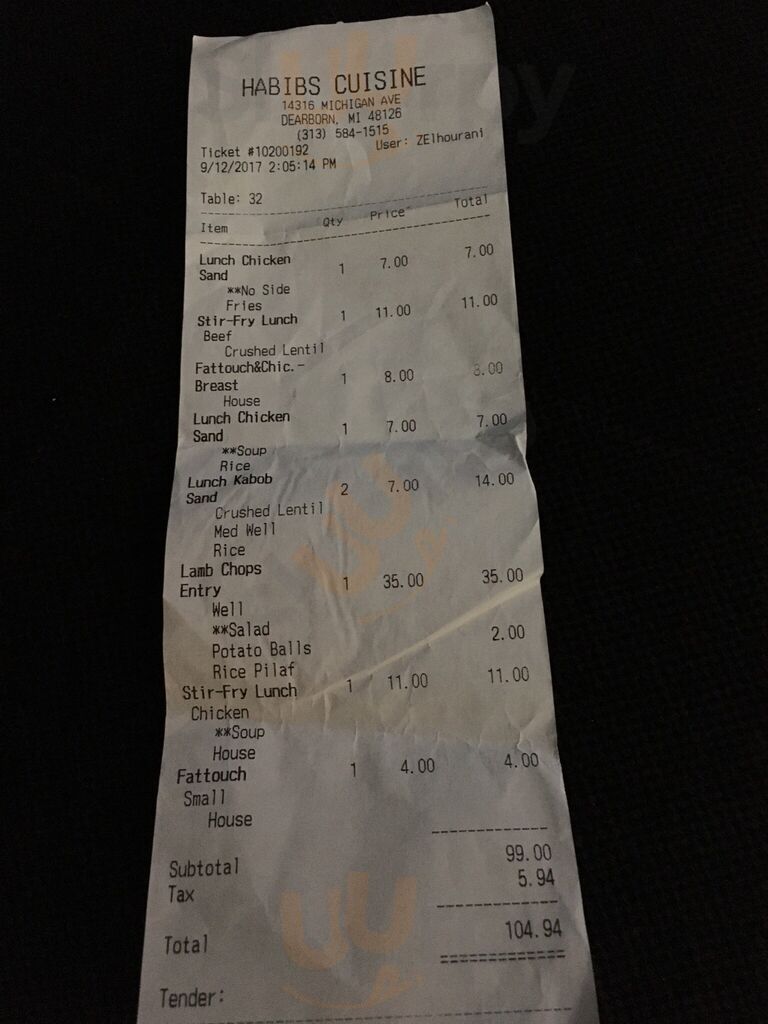 HABIBS CUISINE
14316 MICHIGAN AVE
DEARBORN, MI 48126
(313) 584-1515
Ticket #10200192 User: ZElhourani
9/12/2017 2:05:14 PM
Table: 32
Item Qty Price Total
Lunch Chicken
Sand 1 7.00 7.00
**No Side
Fries
Stir-Fry Lunch 1 11.00 11.00
Beef
Crushed Lentil
Fattouch&Chic.-
Breast 1 8.00 8.00
House
Lunch Chicken
Sand 1 7.00 7.00
**Soup
Rice
Lunch Kabob
Sand 2 7.00 14.00
Crushed Lentil
Med Well
Rice
Lamb Chops
Entry 1 35.00 35.00
Well
**Salad
Potato Balls 2.00
Rice Pilaf
Stir-Fry Lunch 1 11.00 11.00
Chicken
**Soup
House
Fattouch 1 4.00 4.00
Small
House
Subtotal 99.00
Tax 5.94
Total 104.94
Tender: